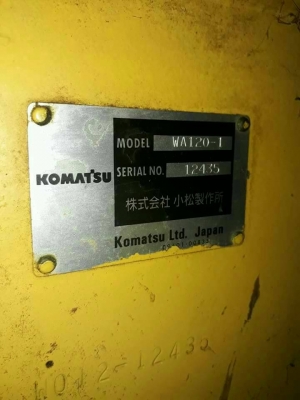 MODEL WA120-1
KOMATSU SERIAL NO. 12435
株式会社 小松製作所
Komatsu Ltd. Japan